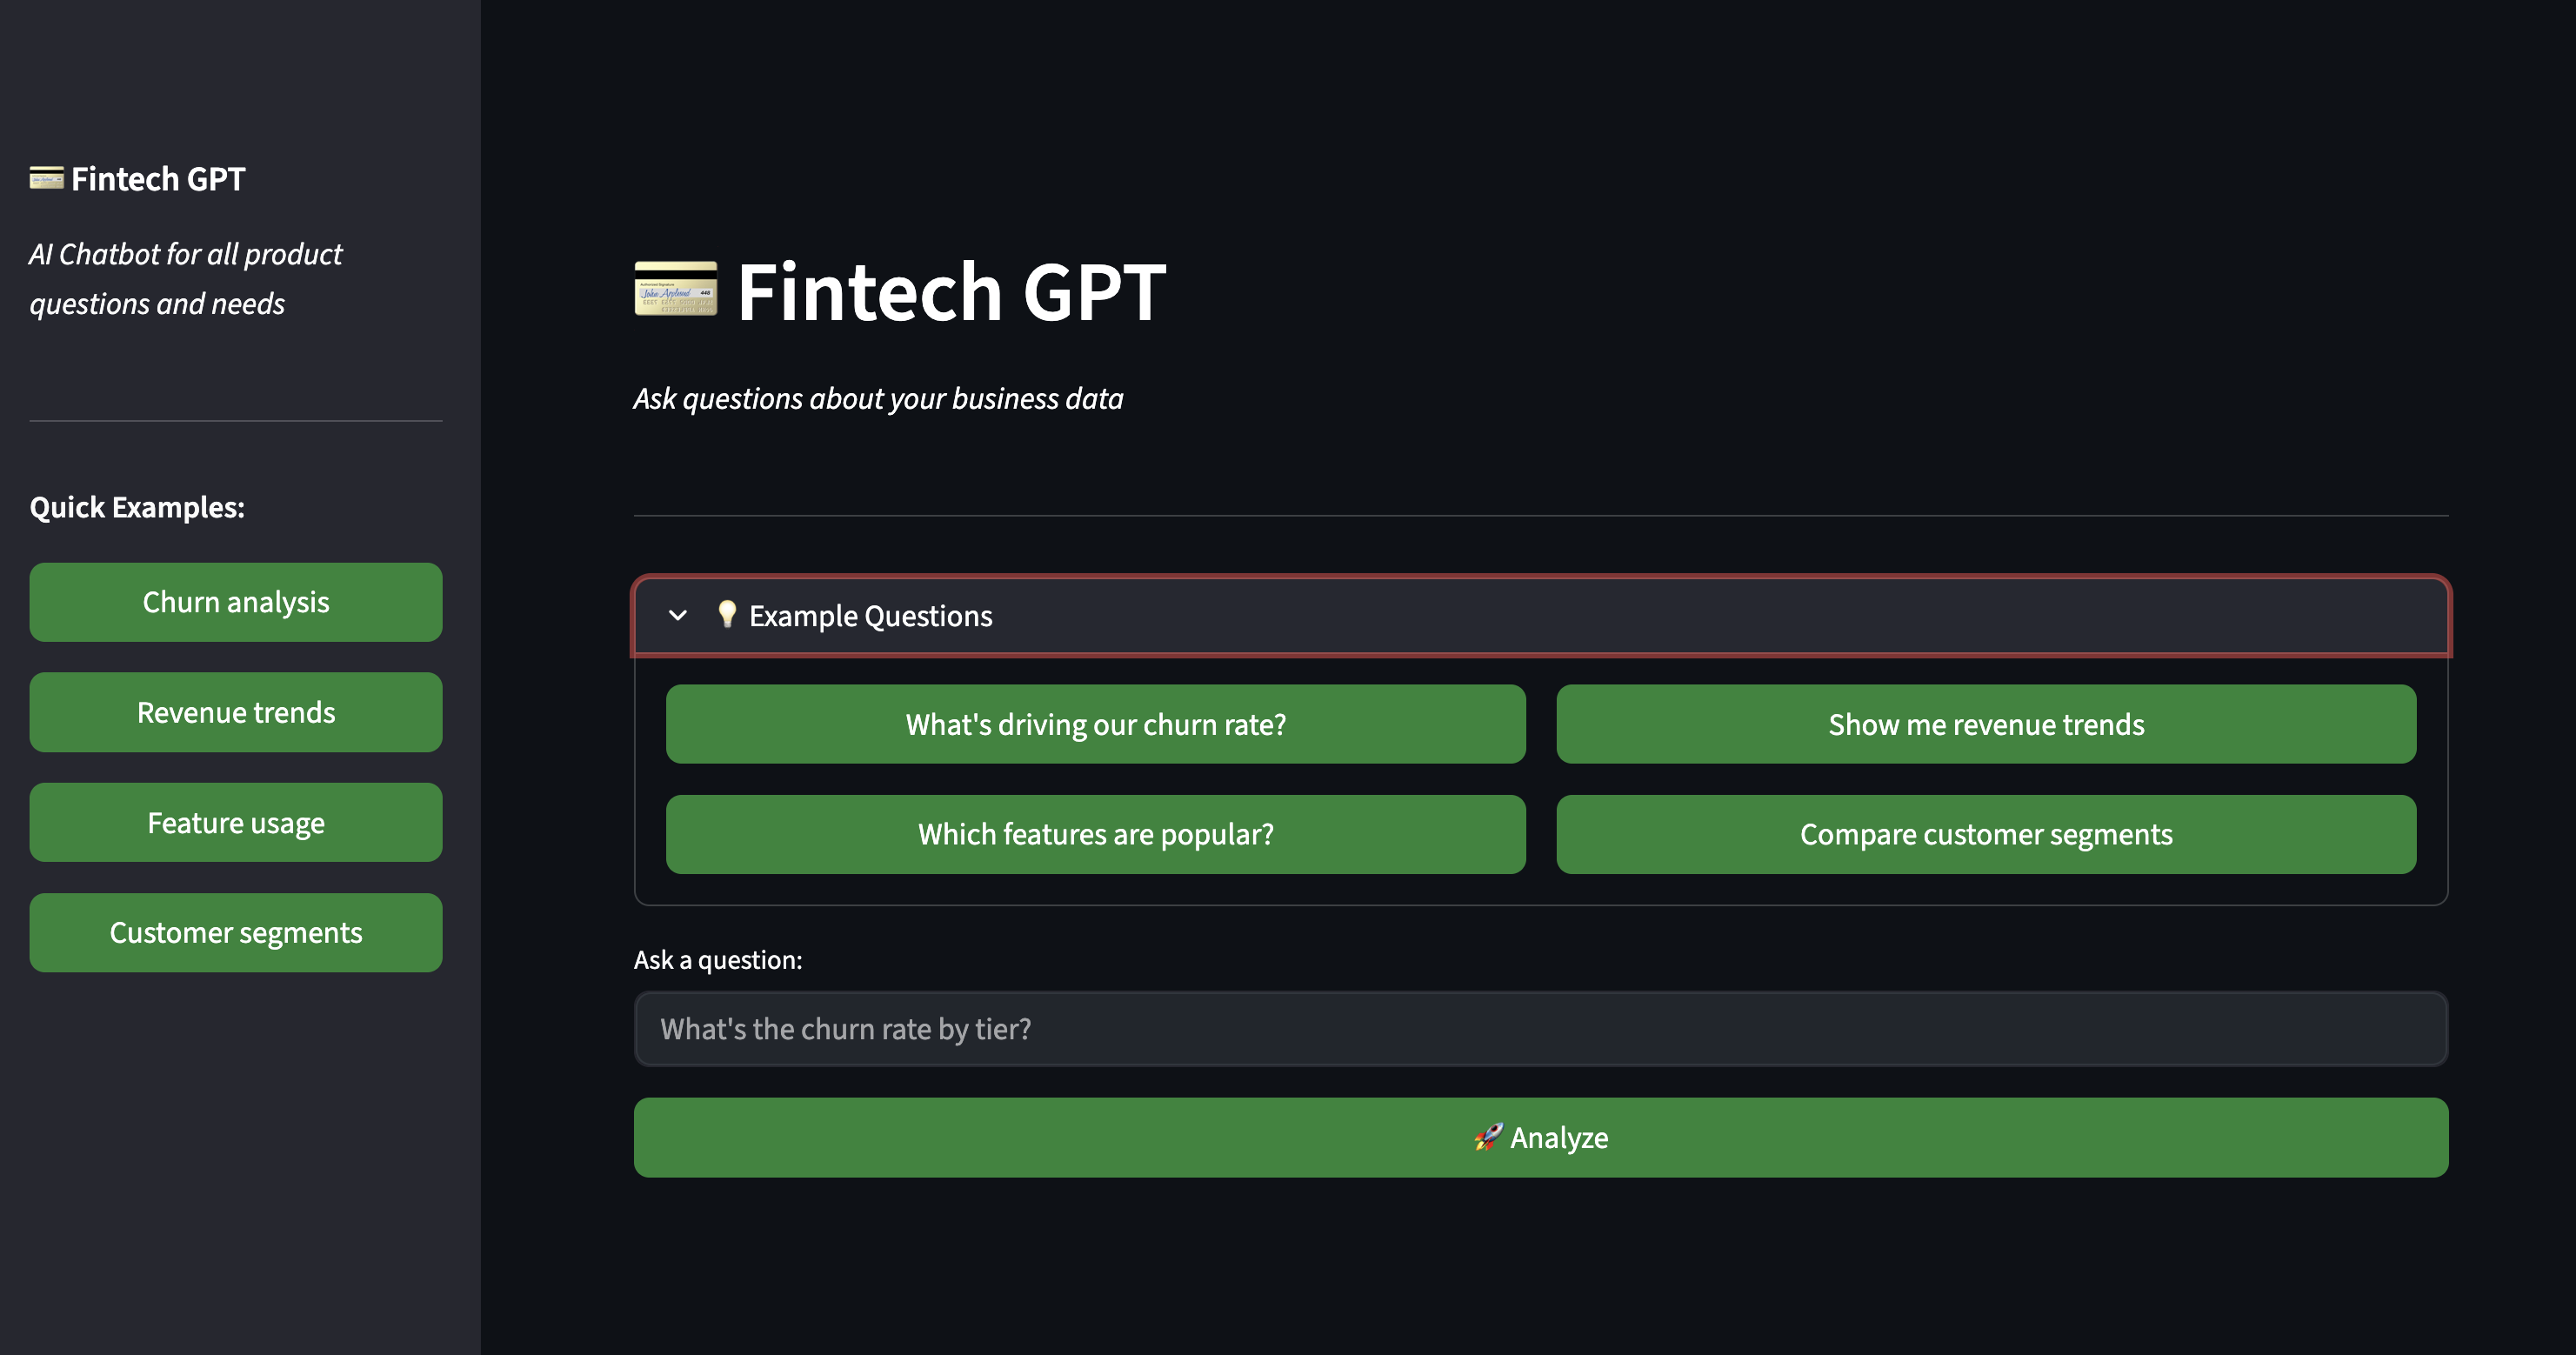 Fintech GPT
AI Chatbot for all product
questions and needs
Quick Examples:
Churn analysis
Revenue trends
Feature usage
Customer segments
Fintech GPT
Ask questions about your business data
Example Questions
What's driving our churn rate?
Show me revenue trends
Which features are popular?
Compare customer segments
Ask a question:
What's the churn rate by tier?
Analyze